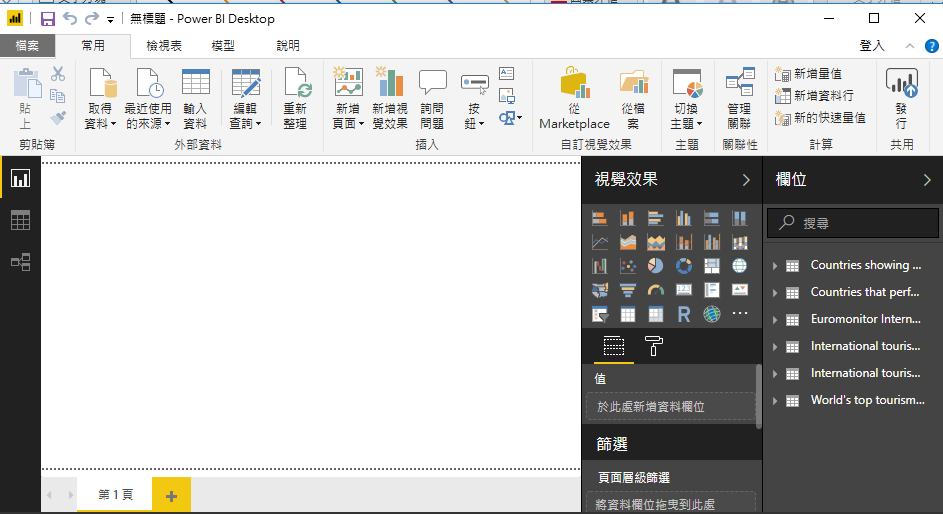 無標題 - Power BI Desktop
檔案
常用
檢視表
模型
說明
登入
貼
上
取得
資料
最近使用
的來源
輸入
資料
編輯
查詢
重新
整理
新增
頁面
新增視
覺效果
詢問
問題
按
鈕
從
Marketplace
從檔
案
切換
主題
管理
關聯
新增量值
新增資料行
新的快速量值
發
行
剪貼簿
外部資料
插入
自訂視覺效果
主題
關聯性
計算
共用
視覺效果
123
R
值
於此處新增資料欄位
篩選
頁面層級篩選
將資料欄位拖曳到此處
欄位
搜尋
Countries showing ...
Countries that perf...
Euromonitor Intern...
International touris...
International touris...
World's top tourism...
第 1 頁